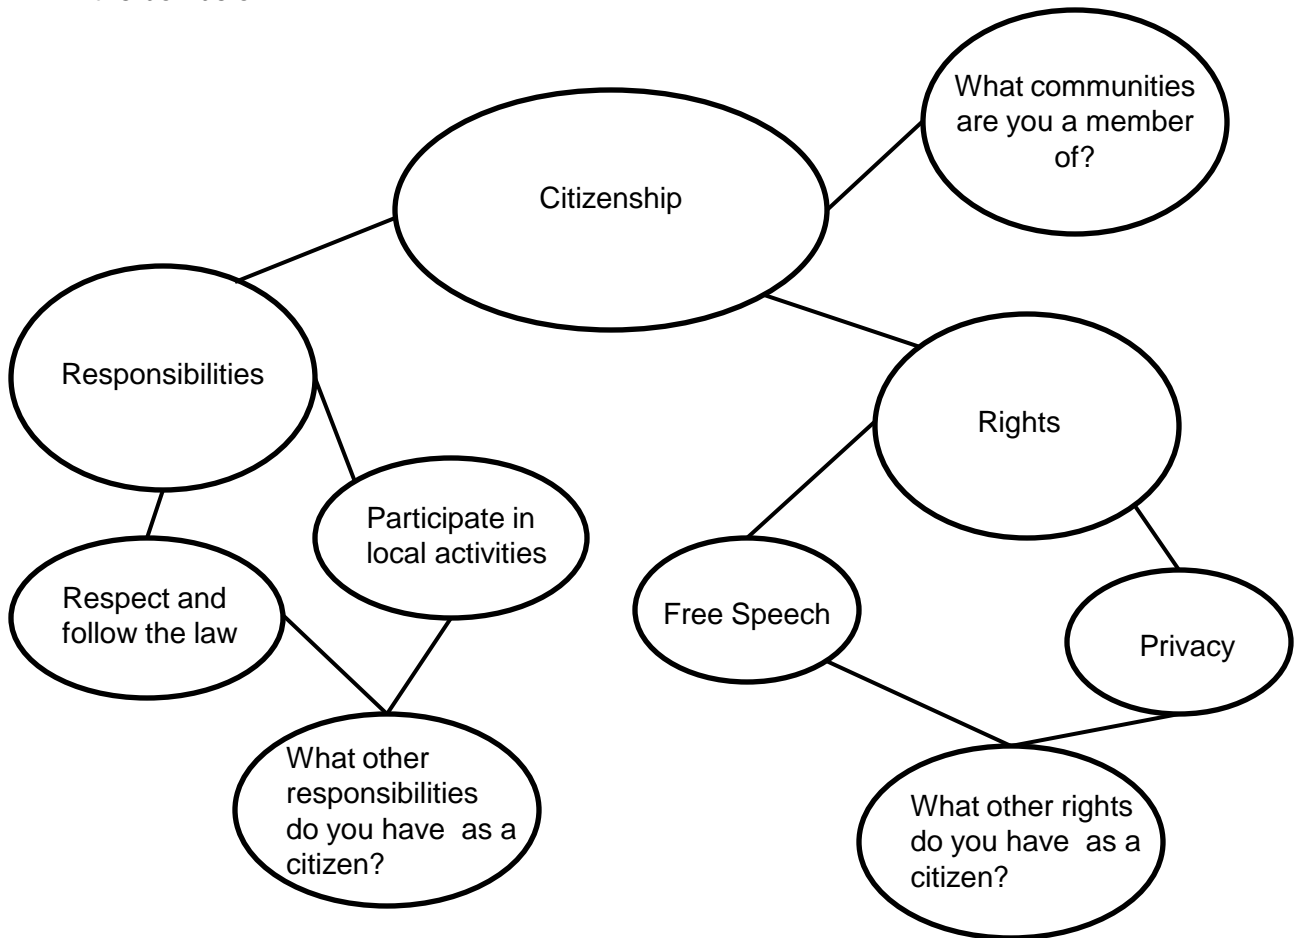 What communities
are you a member
of?
Citizenship
Responsibilities
Rights
Participate in
local activities
Respect and
follow the law
Free Speech
Privacy
What other
responsibilities
do you have as a
citizen?
What other rights
do you have as a
citizen?